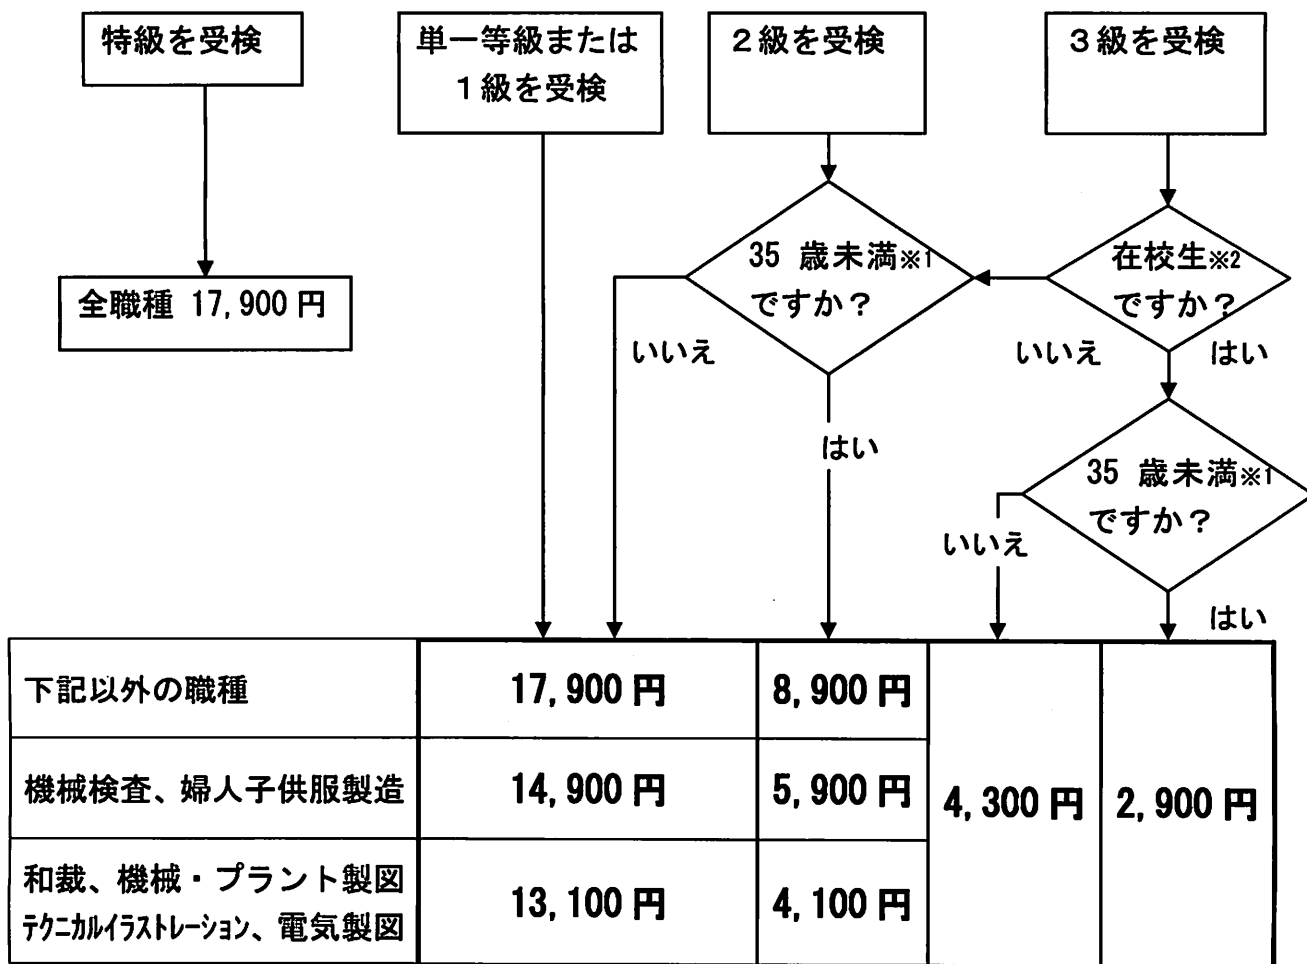 特級を受検
単一等級または
1級を受検
2級を受検
3級を受検
全職種 17,900 円
35 歳未満※1
ですか?
在校生※2
ですか?
いいえ
はい
いいえ
はい
35 歳未満※1
ですか?
いいえ
はい
下記以外の職種
17,900 円
8,900 円
4,300 円
2,900 円
機械検査、婦人子供服製造
14,900 円
5,900 円
和裁、機械・プラント製図
テクニカルイラストレーション、電気製図
13,100 円
4,100 円